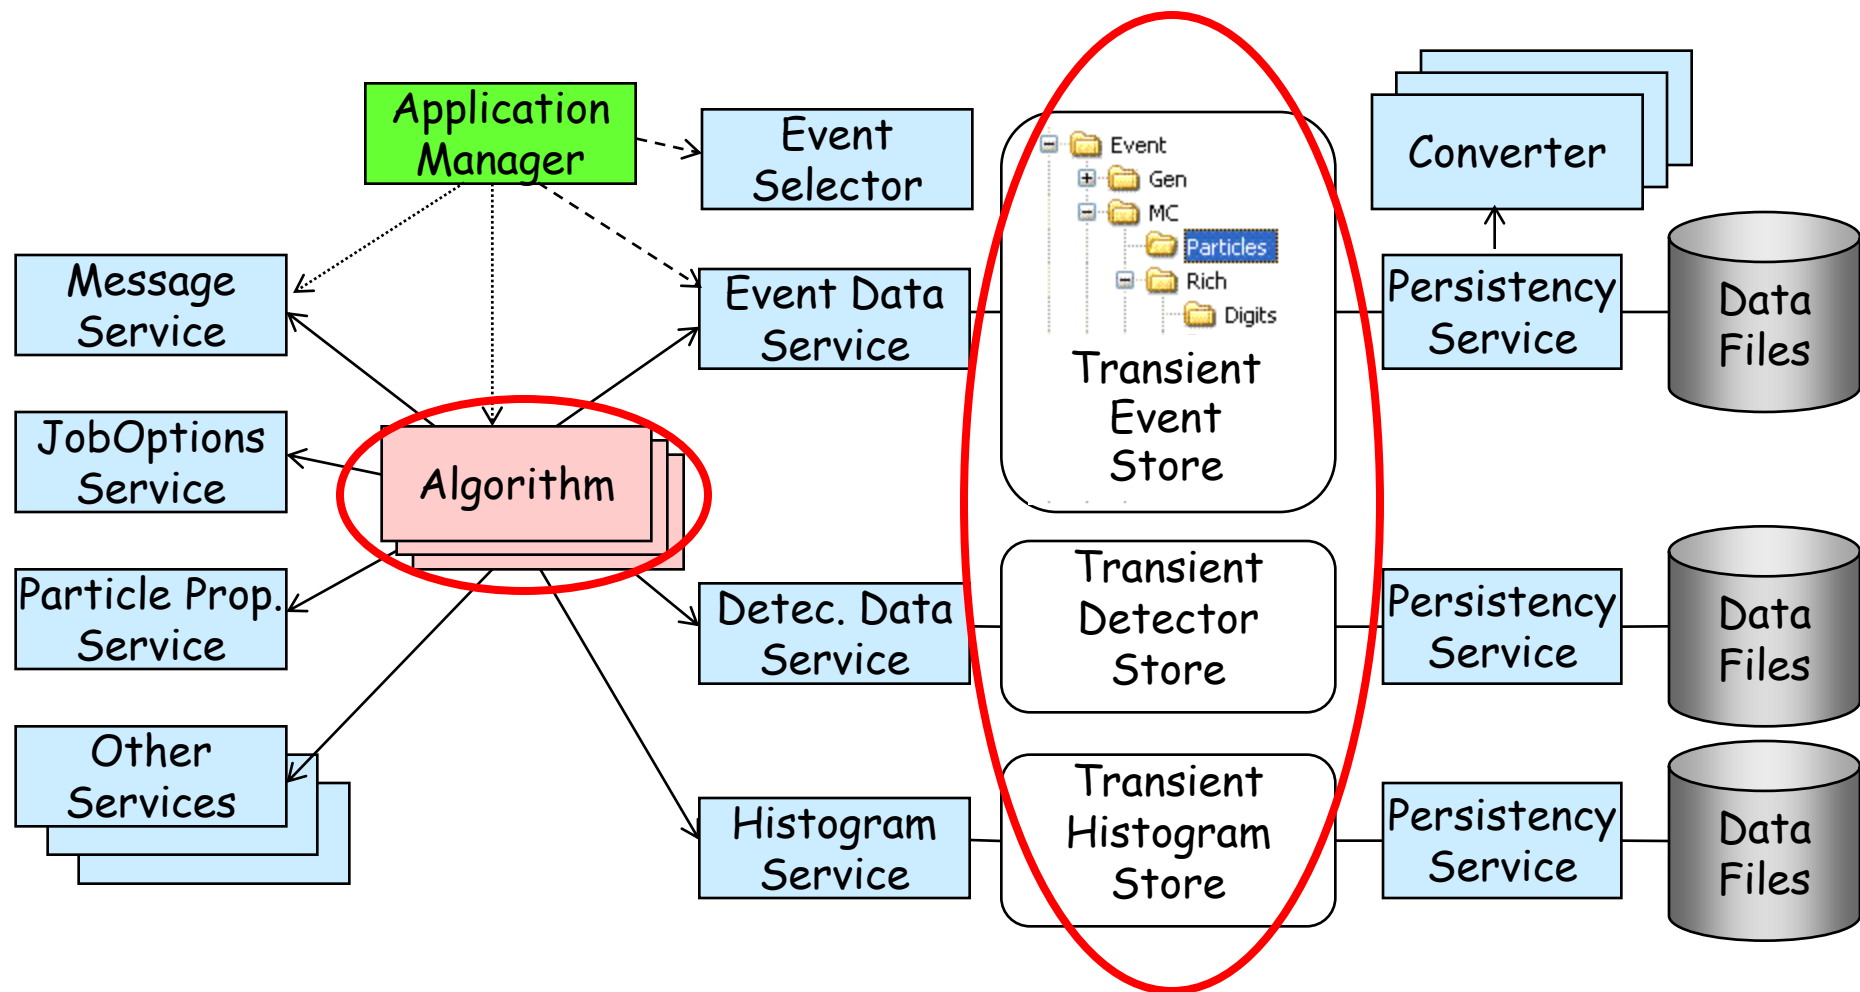 Application
Manager
Event
Selector
Event
Gen
MC
Particles
Rich
Digits
Transient
Event
Store
Converter
Message
Service
Event Data
Service
Persistency
Service
Data
Files
JobOptions
Service
Algorithm
Particle Prop.
Service
Detec. Data
Service
Transient
Detector
Store
Persistency
Service
Data
Files
Other
Services
Histogram
Service
Transient
Histogram
Store
Persistency
Service
Data
Files